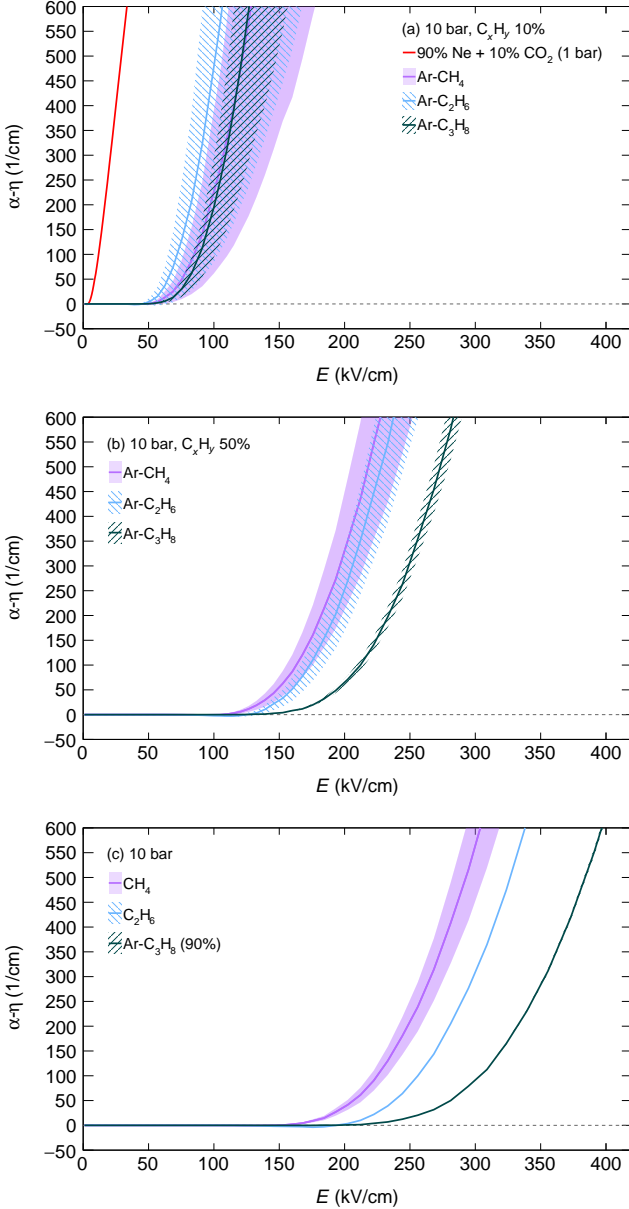 (a) 10 bar, CxHy 10%
90% Ne + 10% CO2 (1 bar)
Ar-CH4
Ar-C2H6
Ar-C3H8
600
550
500
450
400
350
300
250
200
150
100
50
0
−50
α-η (1/cm)
0 50 100 150 200 250 300 350 400
E (kV/cm)
(b) 10 bar, CxHy 50%
Ar-CH4
Ar-C2H6
Ar-C3H8
600
550
500
450
400
350
300
250
200
150
100
50
0
−50
α-η (1/cm)
0 50 100 150 200 250 300 350 400
E (kV/cm)
(c) 10 bar
CH4
C2H6
Ar-C3H8 (90%)
600
550
500
450
400
350
300
250
200
150
100
50
0
−50
α-η (1/cm)
0 50 100 150 200 250 300 350 400
E (kV/cm)